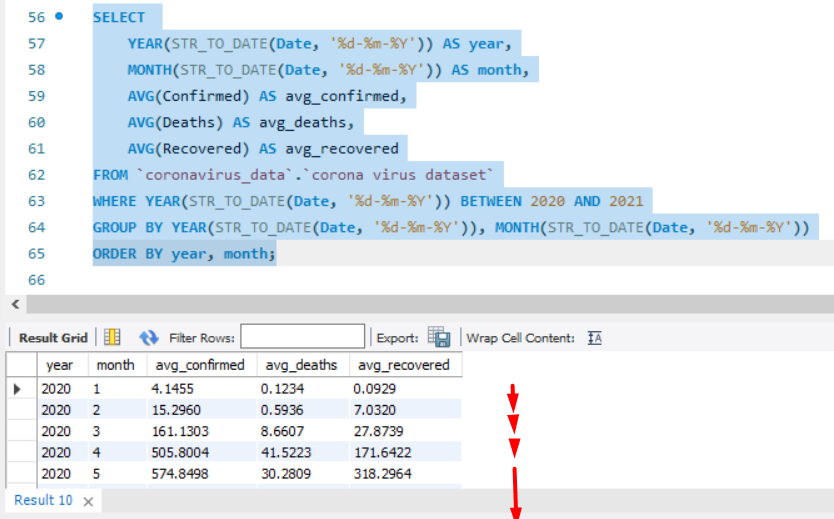 56 SELECT
57 YEAR(STR_TO_DATE(Date, '%d-%m-%Y')) AS year,
58 MONTH(STR_TO_DATE(Date, '%d-%m-%Y')) AS month,
59 AVG(Confirmed) AS avg_confirmed,
60 AVG(Deaths) AS avg_deaths,
61 AVG(Recovered) AS avg_recovered
62 FROM `coronavirus_data`.`corona virus dataset`
63 WHERE YEAR(STR_TO_DATE(Date, '%d-%m-%Y')) BETWEEN 2020 AND 2021
64 GROUP BY YEAR(STR_TO_DATE(Date, '%d-%m-%Y')), MONTH(STR_TO_DATE(Date, '%d-%m-%Y'))
65 ORDER BY year, month;
66
Result Grid Filter Rows: Export: Wrap Cell Content:
year month avg_confirmed avg_deaths avg_recovered
2020 1 4.1455 0.1234 0.0929
2020 2 15.2960 0.5936 7.0320
2020 3 161.1303 8.6607 27.8739
2020 4 505.8004 41.5223 171.6422
2020 5 574.8498 30.2809 318.2964
Result 10